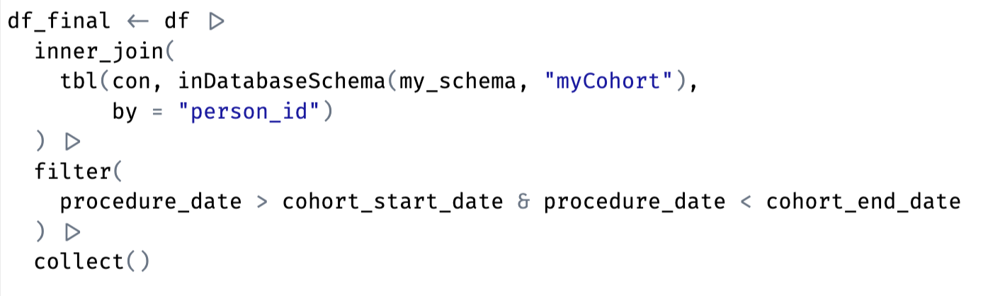 df_final <- df |>
  inner_join(
    tbl(con, inDatabaseSchema(my_schema, "myCohort"),
        by = "person_id")
  ) |>
  filter(
    procedure_date > cohort_start_date & procedure_date < cohort_end_date
  ) |>
  collect()